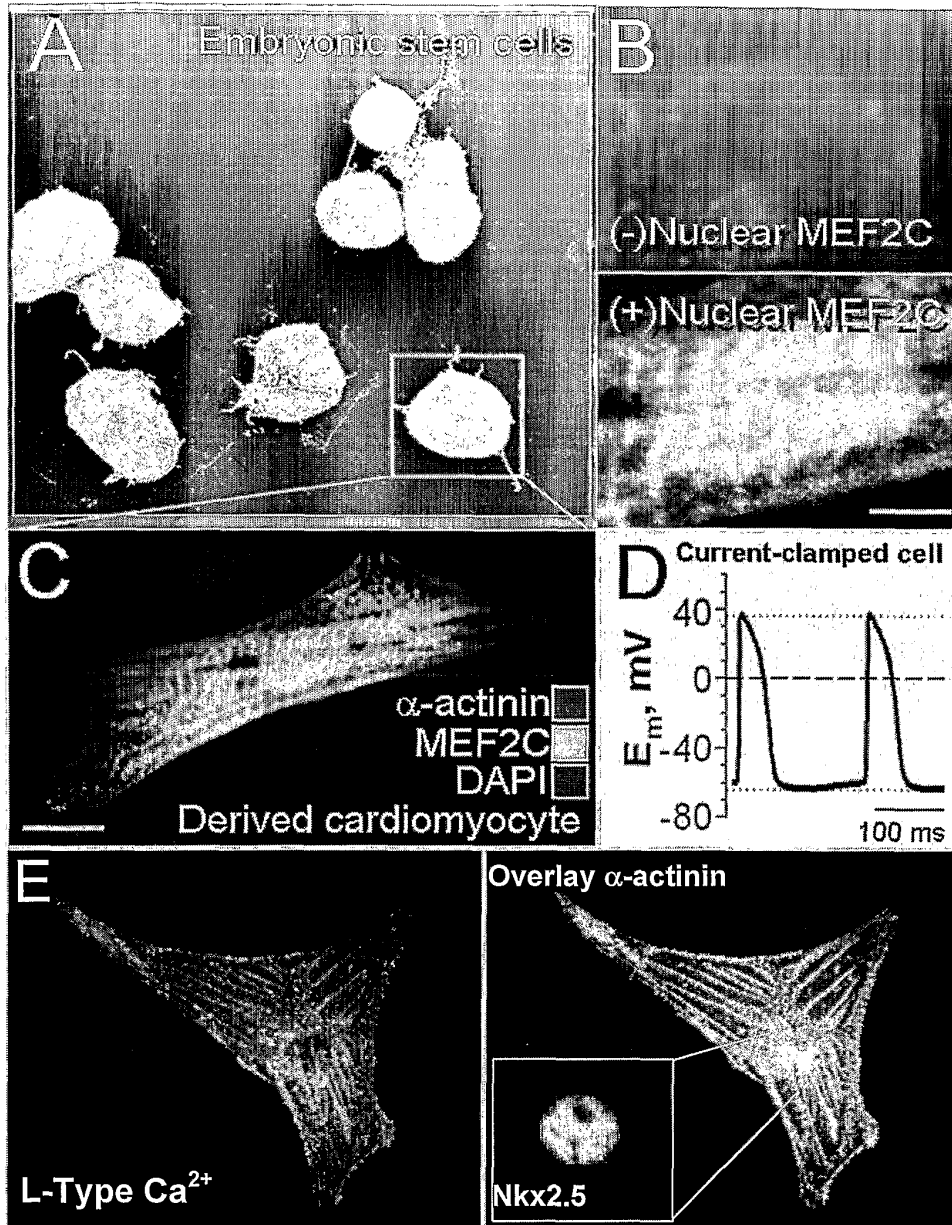 A
Embryonic stem cells
B
(-)Nuclear MEF2C
(+)Nuclear MEF2C
C
α-actinin
MEF2C
DAPI
Derived cardiomyocyte
D
Current-clamped cell
Em, mV
40
0
-40
-80
100 ms
E
L-Type Ca²⁺
Overlay α-actinin
Nkx2.5